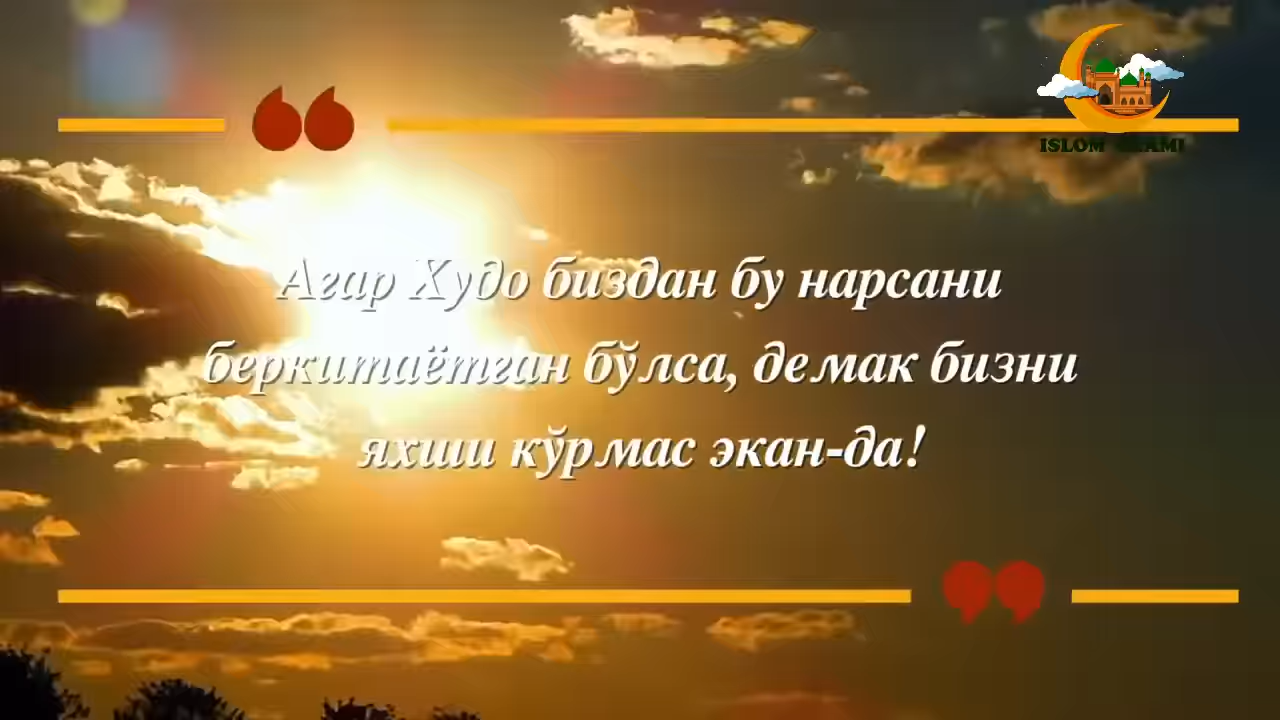 ISLOM
Агар Худо биздан бу нарсани
беркитаётган бўлса, демак бизни
яхши кўрмас экан-да!